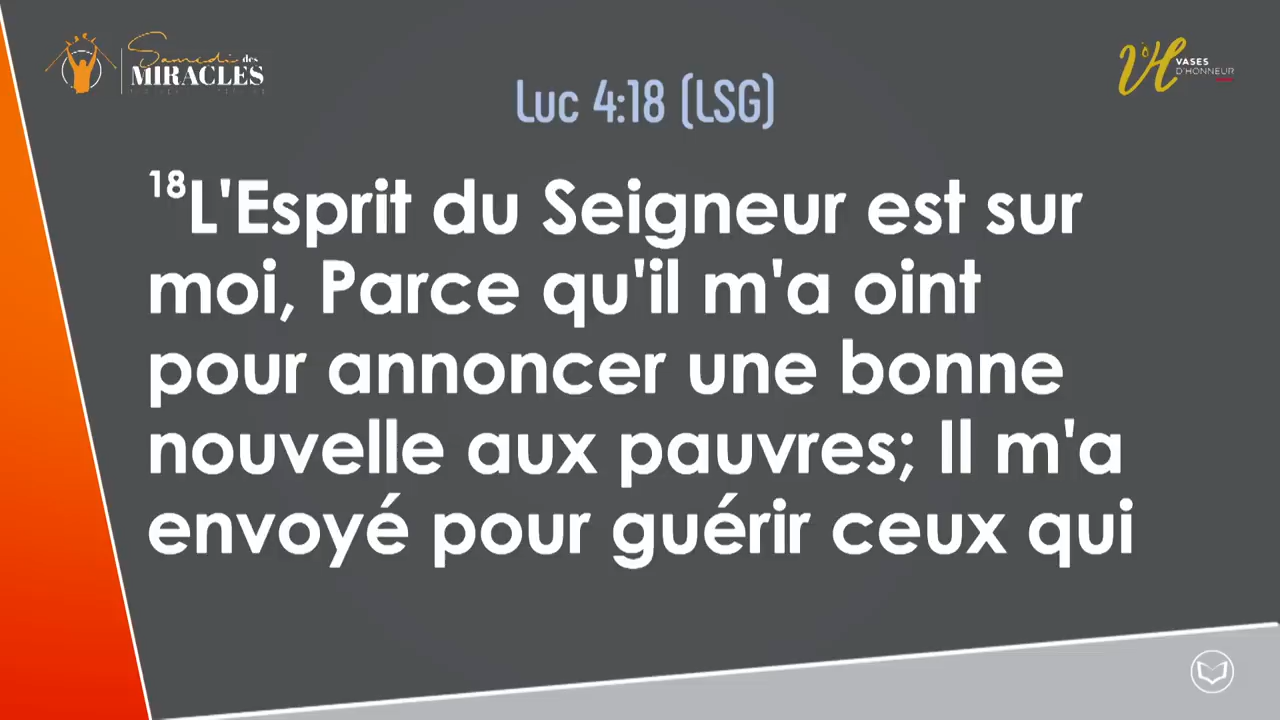 Samedi des
MIRACLES
VH VASES
D'HONNEUR
Luc 4:18 (LSG)
18L'Esprit du Seigneur est sur
moi, Parce qu'il m'a oint
pour annoncer une bonne
nouvelle aux pauvres; Il m'a
envoyé pour guérir ceux qui